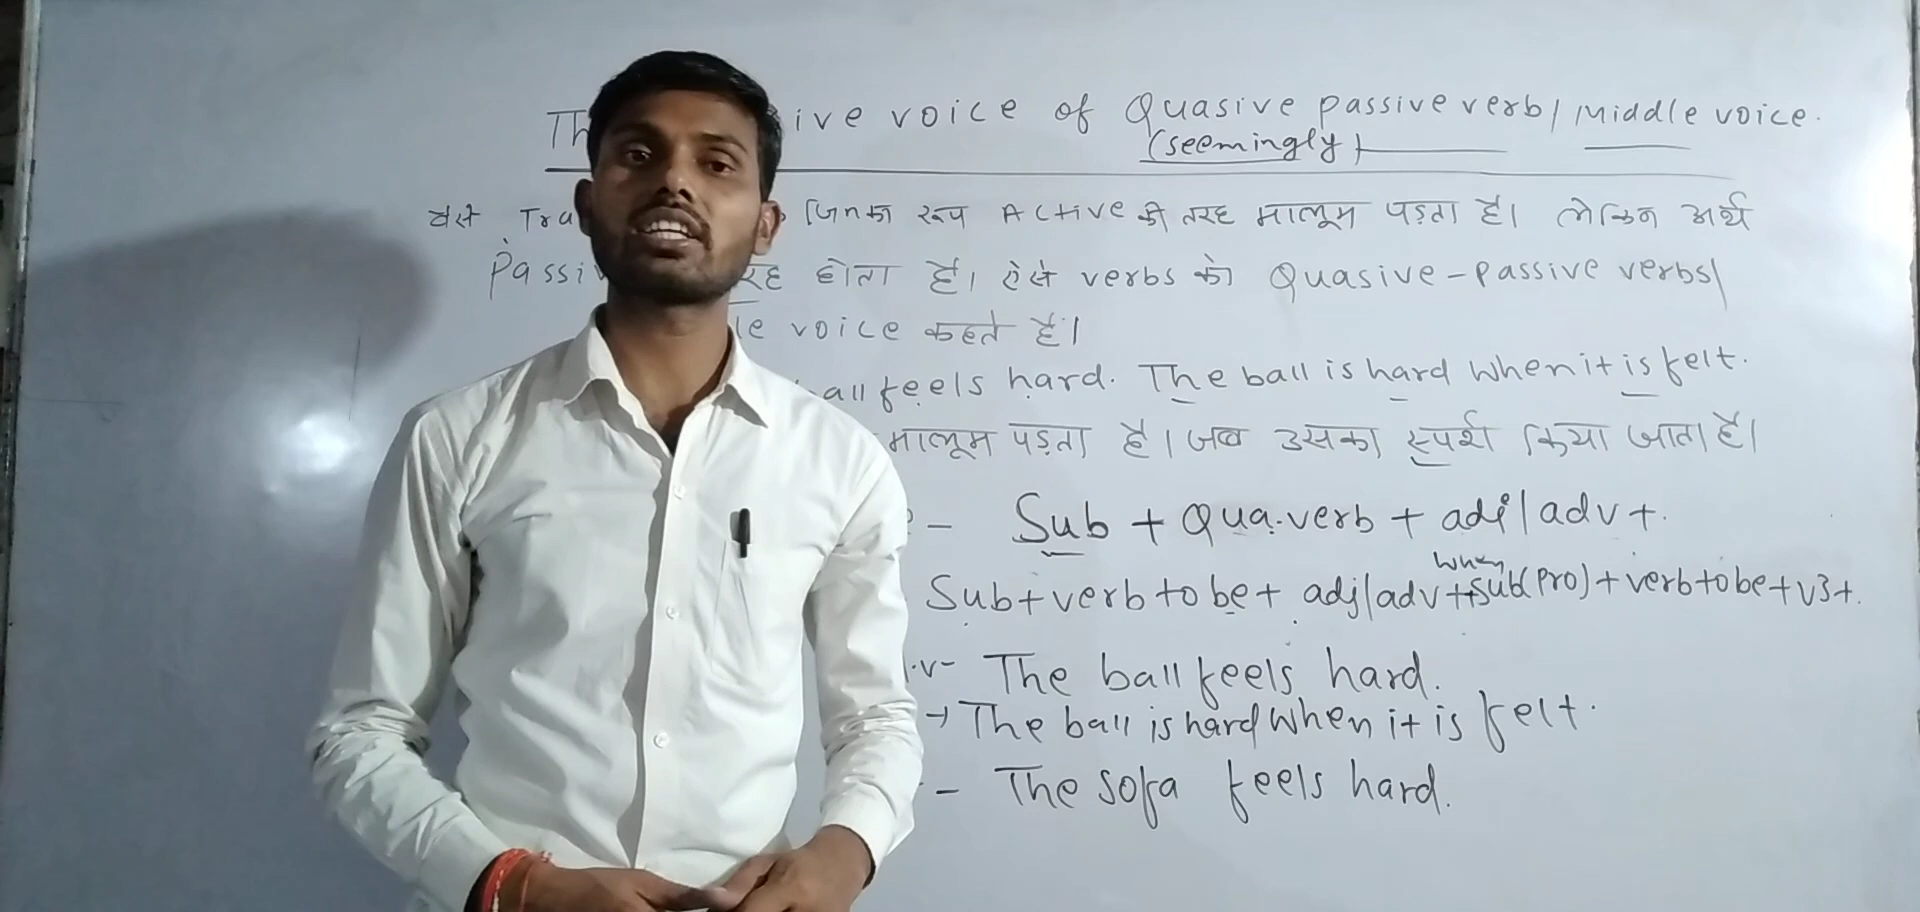 Th ive voice of Quasive passive verb/ Middle voice.
(seemingly)
वैसे Tra जिनका रूप Active की तरह मालूम पड़ता है। लेकिन अर्थ
Passi रह होता है। ऐसे verbs को Quasive-passive verbs/
le voice कहते हैं।
all feels hard. The ball is hard when it is felt.
मालूम पड़ता है। जब उसका स्पर्श किया जाता है।
- Sub + Qua.verb + adj/adv +.
when
Sub + verb to be + adj/adv + + sub(pro) + verb to be + v3 +.
.v- The ball feels hard.
→ The ball is hard when it is felt.
- The sofa feels hard.